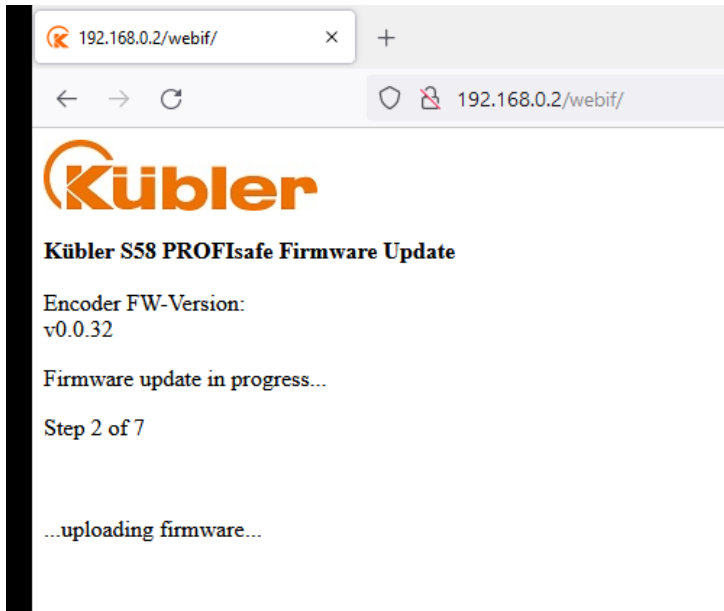 192.168.0.2/webif/
192.168.0.2/webif/
Kübler
Kübler S58 PROFIsafe Firmware Update
Encoder FW-Version:
v0.0.32
Firmware update in progress...
Step 2 of 7
...uploading firmware...